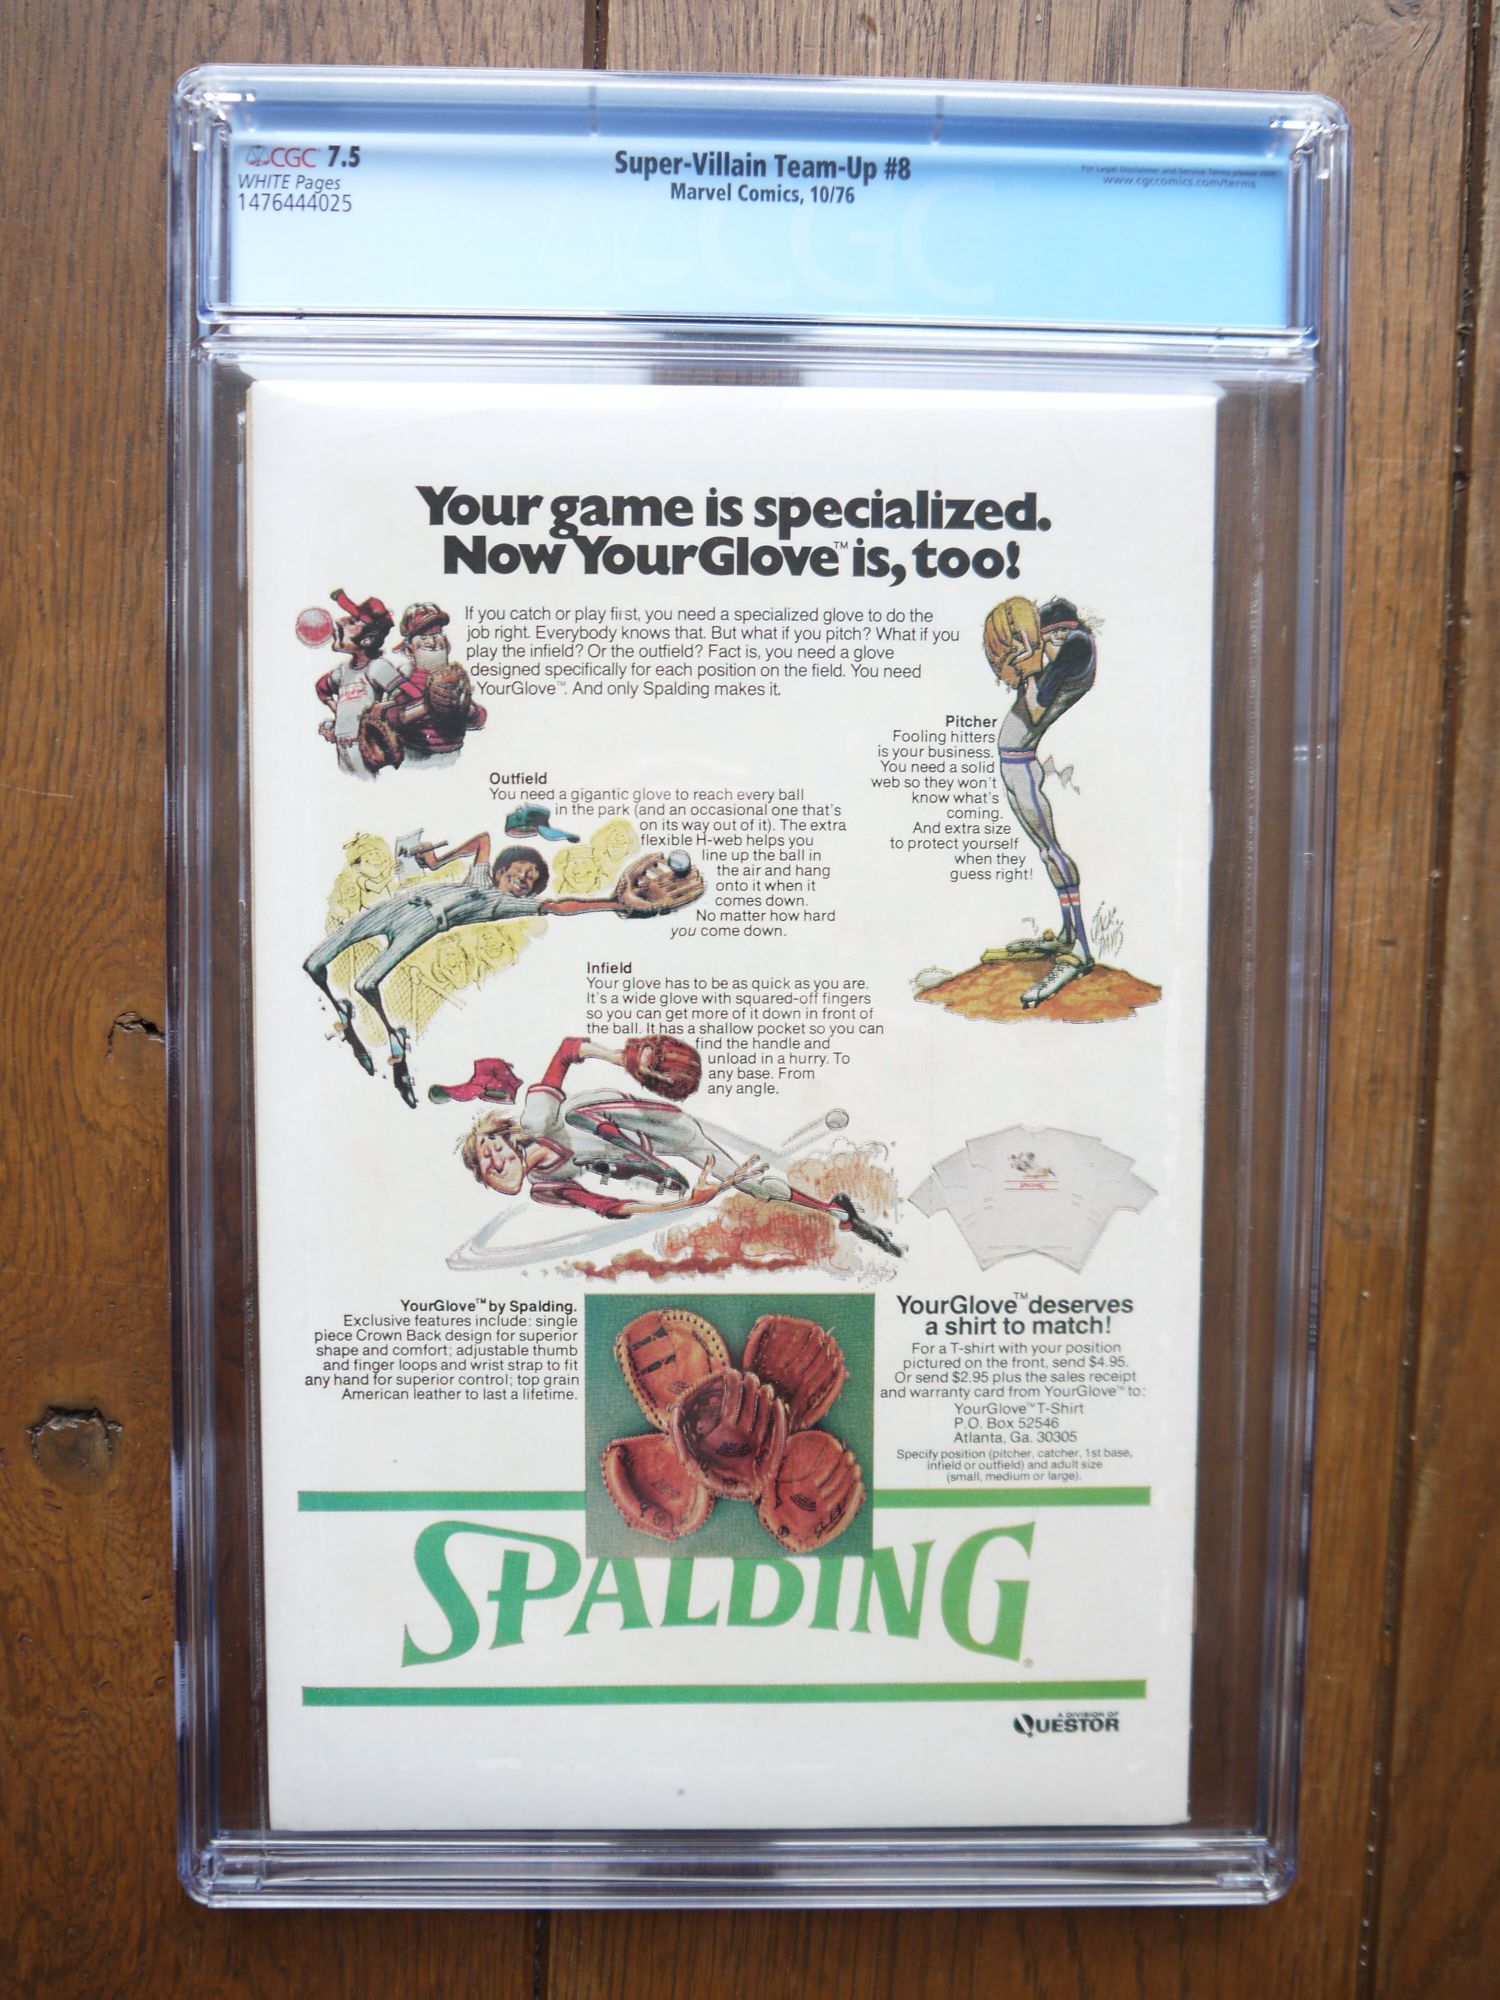 CGC 7.5
WHITE Pages
1476444025
Super-Villain Team-Up #8
Marvel Comics, 10/76
For Legal Disclaimer and Service Terms please visit:
www.cgccomics.com/terms
CGC
Your game is specialized.
Now YourGlove™ is, too!
If you catch or play first, you need a specialized glove to do the
job right. Everybody knows that. But what if you pitch? What if you
play the infield? Or the outfield? Fact is, you need a glove
designed specifically for each position on the field. You need
YourGlove™. And only Spalding makes it.
Pitcher
Fooling hitters
is your business.
You need a solid
web so they won't
know what's
coming.
And extra size
to protect yourself
when they
guess right!
JACK
DAVIS
Outfield
You need a gigantic glove to reach every ball
in the park (and an occasional one that's
on its way out of it). The extra
flexible H-web helps you
line up the ball in
the air and hang
onto it when it
comes down.
No matter how hard
you come down.
Infield
Your glove has to be as quick as you are.
It's a wide glove with squared-off fingers
so you can get more of it down in front of
the ball. It has a shallow pocket so you can
find the handle and
unload in a hurry. To
any base. From
any angle.
SPALDING
YourGlove™ by Spalding.
Exclusive features include: single
piece Crown Back design for superior
shape and comfort; adjustable thumb
and finger loops and wrist strap to fit
any hand for superior control; top grain
American leather to last a lifetime.
YourGlove™ deserves
a shirt to match!
For a T-shirt with your position
pictured on the front, send $4.95.
Or send $2.95 plus the sales receipt
and warranty card from YourGlove™ to:
YourGlove™ T-Shirt
P.O. Box 52546
Atlanta, Ga. 30305
Specify position (pitcher, catcher, 1st base,
infield or outfield) and adult size
(small, medium or large).
SPALDING®
A DIVISION OF
QUESTOR